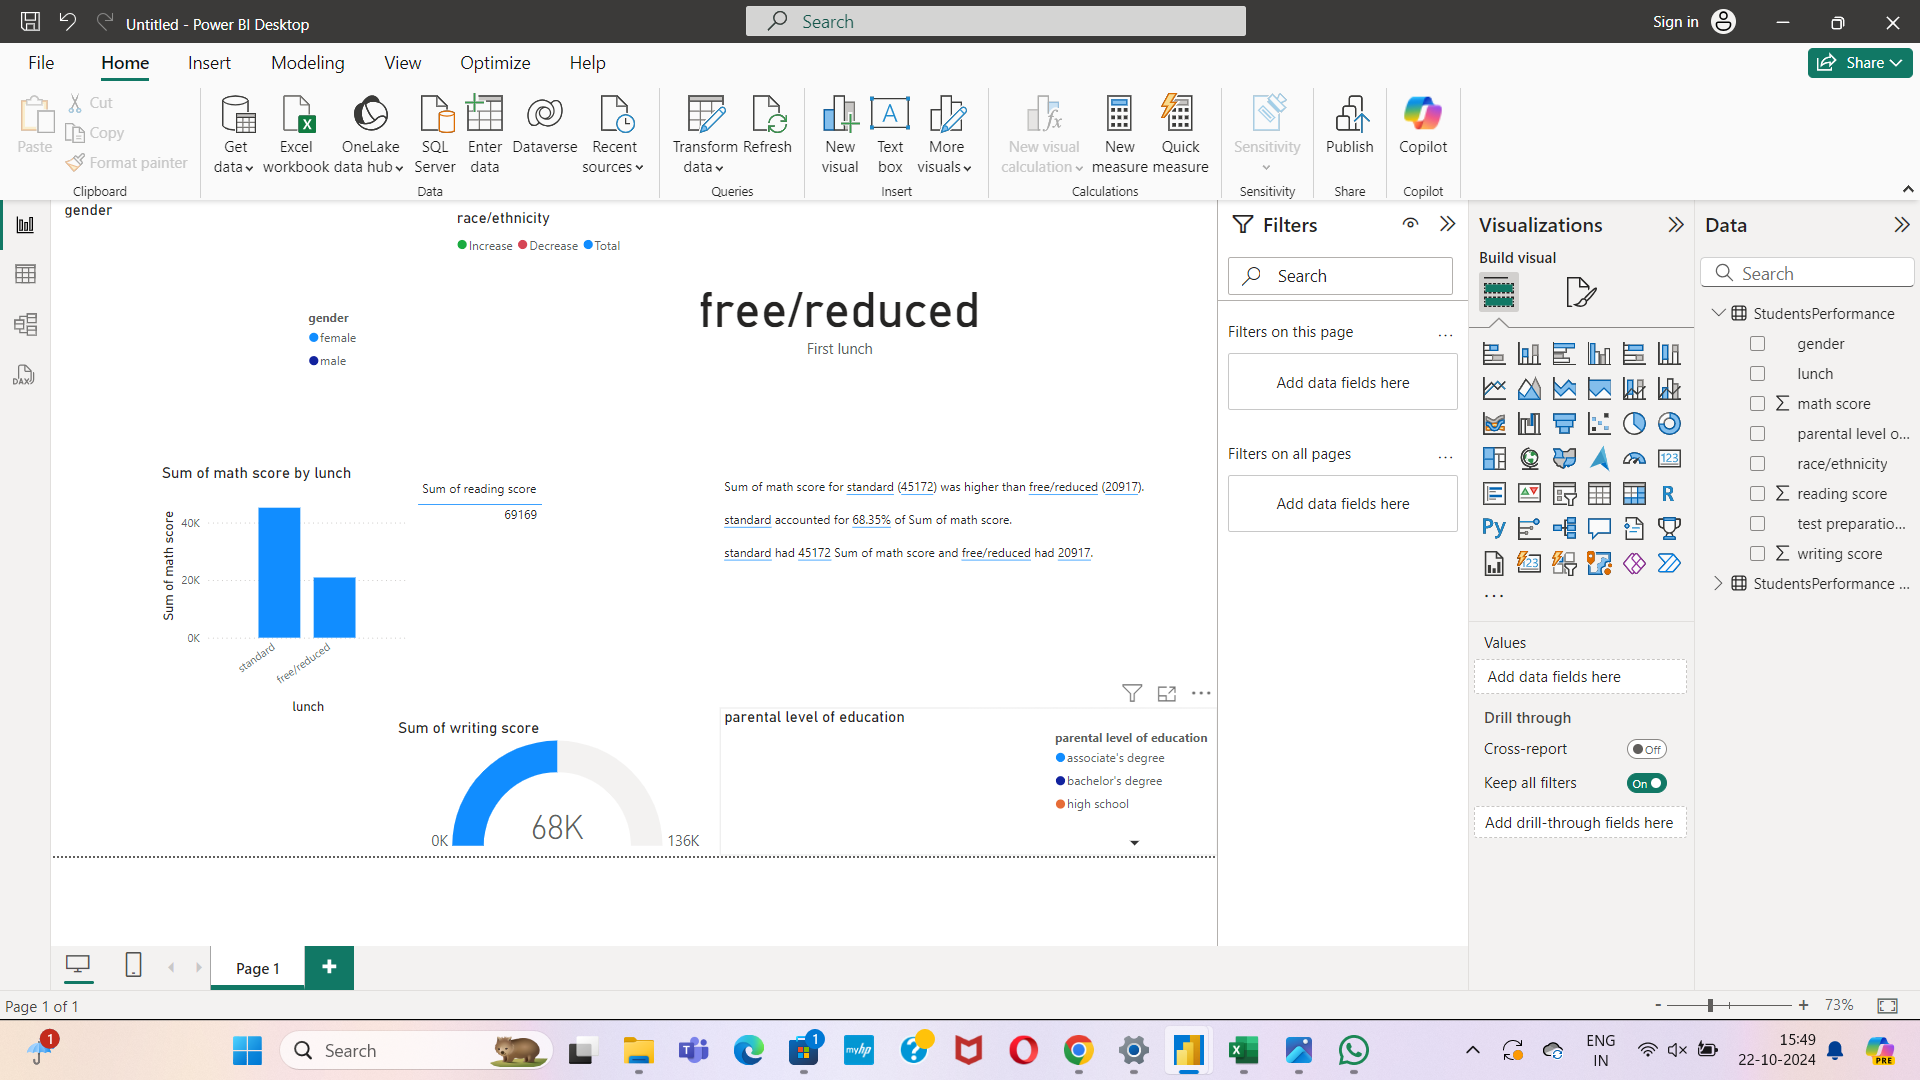 Untitled - Power BI Desktop
Search
Sign in
File Home Insert Modeling View Optimize Help
Share
Paste
Cut
Copy
Format painter
Clipboard
Get data
Excel workbook
OneLake data hub
SQL Server
Enter data
Dataverse
Recent sources
Data
Transform data
Refresh
Queries
New visual
Text box
More visuals
Insert
New visual calculation
New measure
Quick measure
Calculations
Sensitivity
Sensitivity
Publish
Share
Copilot
Copilot
DAX
gender
race/ethnicity
Increase Decrease Total
gender
female
male
free/reduced
First lunch
Sum of math score by lunch
Sum of math score
40K
20K
0K
standard
free/reduced
lunch
Sum of reading score
69169
Sum of math score for standard (45172) was higher than free/reduced (20917).
standard accounted for 68.35% of Sum of math score.
standard had 45172 Sum of math score and free/reduced had 20917.
Sum of writing score
68K
0K
136K
parental level of education
parental level of education
associate's degree
bachelor's degree
high school
Filters
Search
Filters on this page ...
Add data fields here
Filters on all pages ...
Add data fields here
Visualizations
Build visual
123
R
Py
123
...
Values
Add data fields here
Drill through
Cross-report Off
Keep all filters On
Add drill-through fields here
Data
Search
StudentsPerformance
gender
lunch
∑ math score
parental level o...
race/ethnicity
∑ reading score
test preparatio...
∑ writing score
StudentsPerformance ...
Page 1
+
Page 1 of 1
- + 73%
1
Search
1
myhp
ENG
IN
15:49
22-10-2024
PRE